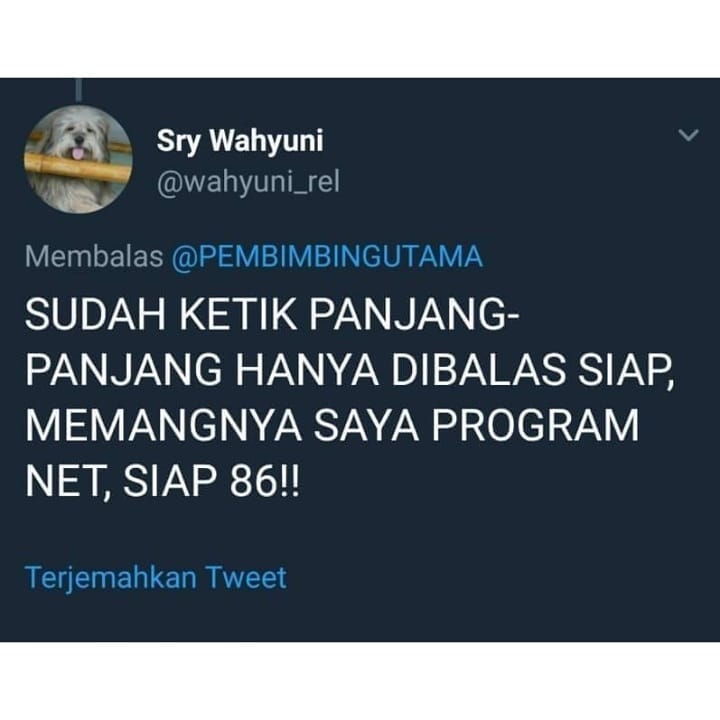 Sry Wahyuni
@wahyuni_rel
Membalas @PEMBIMBINGUTAMA
SUDAH KETIK PANJANG-
PANJANG HANYA DIBALAS SIAP,
MEMANGNYA SAYA PROGRAM
NET, SIAP 86!!
Terjemahkan Tweet